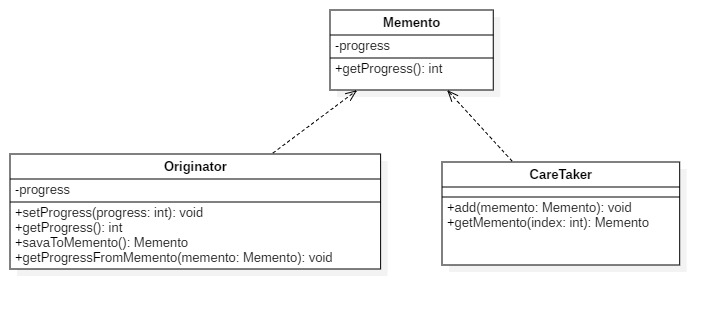 Memento
-progress
+getProgress(): int
Originator
-progress
+setProgress(progress: int): void
+getProgress(): int
+savaToMemento(): Memento
+getProgressFromMemento(memento: Memento): void
CareTaker
+add(memento: Memento): void
+getMemento(index: int): Memento